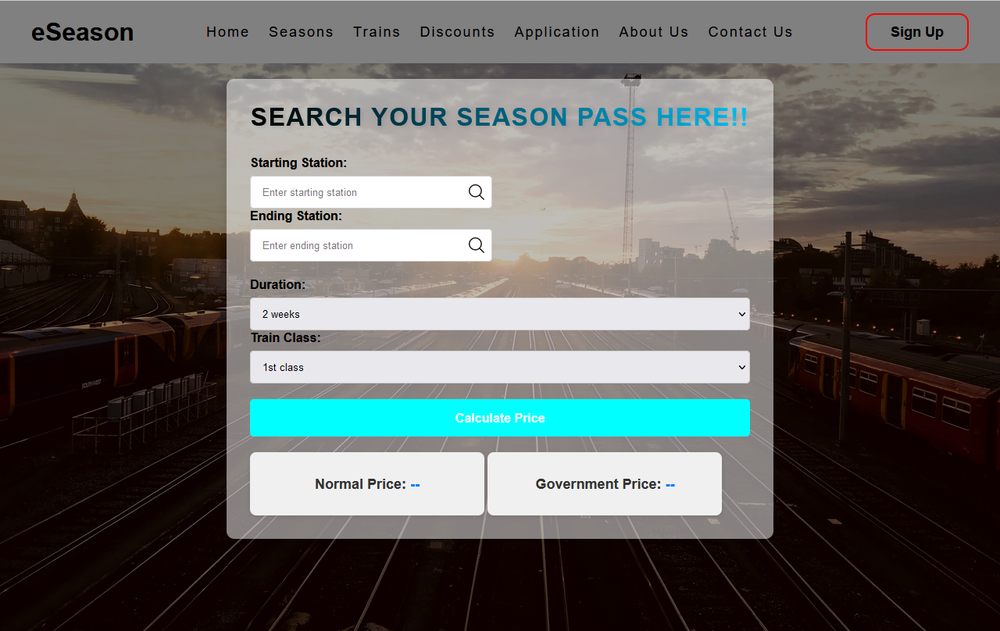 eSeason
Home Seasons Trains Discounts Application About Us Contact Us
Sign Up
SEARCH YOUR SEASON PASS HERE!!
Starting Station:
Enter starting station
Ending Station:
Enter ending station
Duration:
2 weeks
Train Class:
1st class
Calculate Price
Normal Price: --
Government Price: --
SOUTH WEST